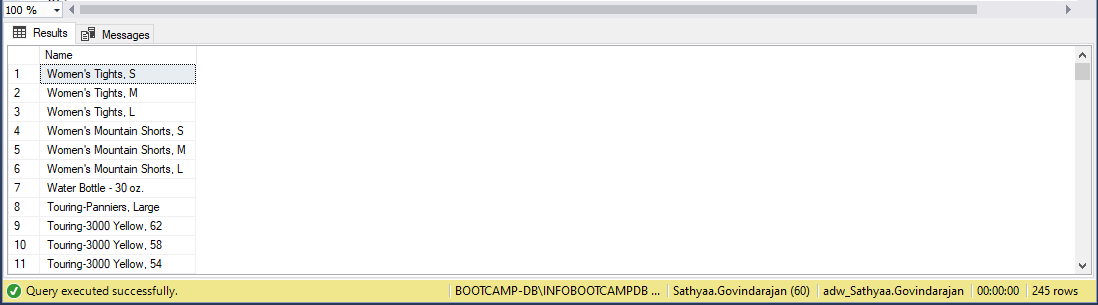 100 %
Results Messages
Name
1 Women's Tights, S
2 Women's Tights, M
3 Women's Tights, L
4 Women's Mountain Shorts, S
5 Women's Mountain Shorts, M
6 Women's Mountain Shorts, L
7 Water Bottle - 30 oz.
8 Touring-Panniers, Large
9 Touring-3000 Yellow, 62
10 Touring-3000 Yellow, 58
11 Touring-3000 Yellow, 54
Query executed successfully. BOOTCAMP-DB\INFOBOOTCAMPDB ... Sathyaa.Govindarajan (60) adw_Sathyaa.Govindarajan 00:00:00 245 rows